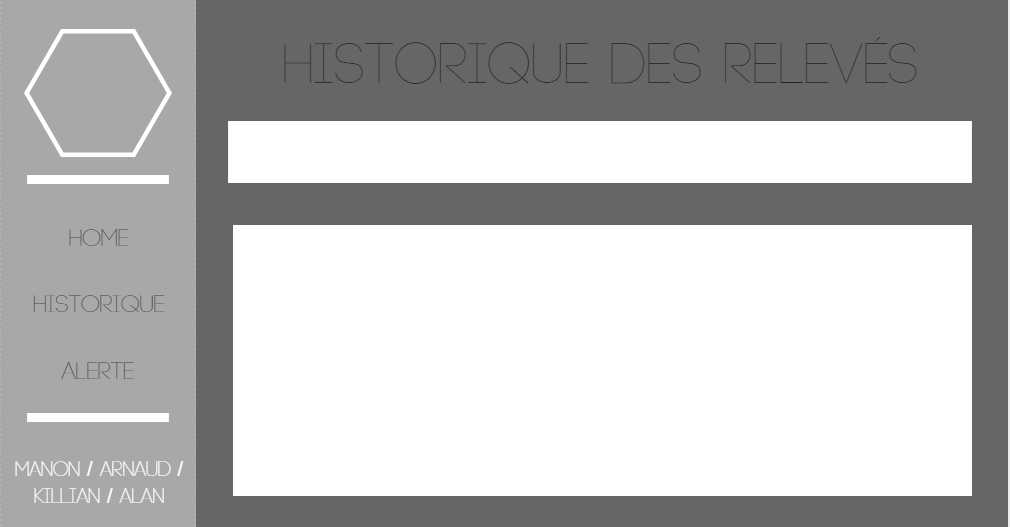 HISTORIQUE DES RELEVÉS
HOME
HISTORIQUE
ALERTE
MANON / ARNAUD /
KILLIAN / ALAN